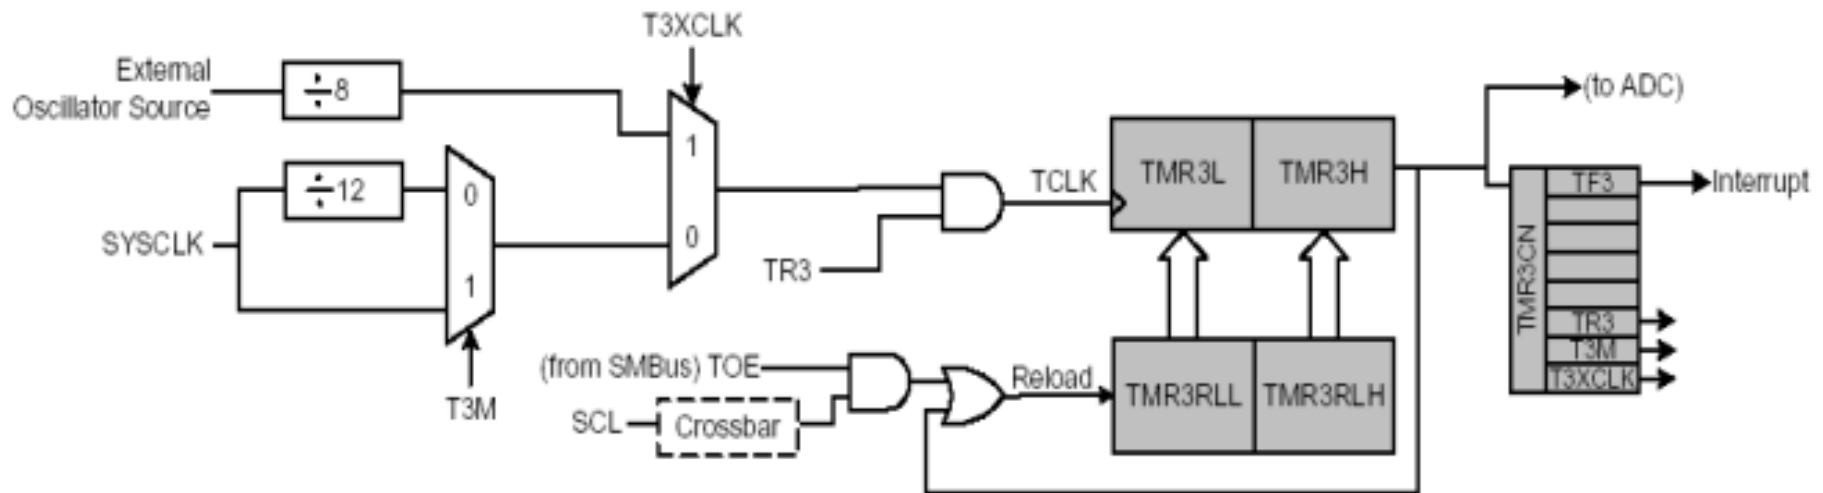 T3XCLK
External
Oscillator Source
÷8
1
0
÷12
0
1
SYSCLK
T3M
TR3
TCLK
TMR3L
TMR3H
(to ADC)
TMR3CN
TF3
Interrupt
TR3
T3M
T3XCLK
(from SMBus) TOE
SCL
Crossbar
Reload
TMR3RLL
TMR3RLH